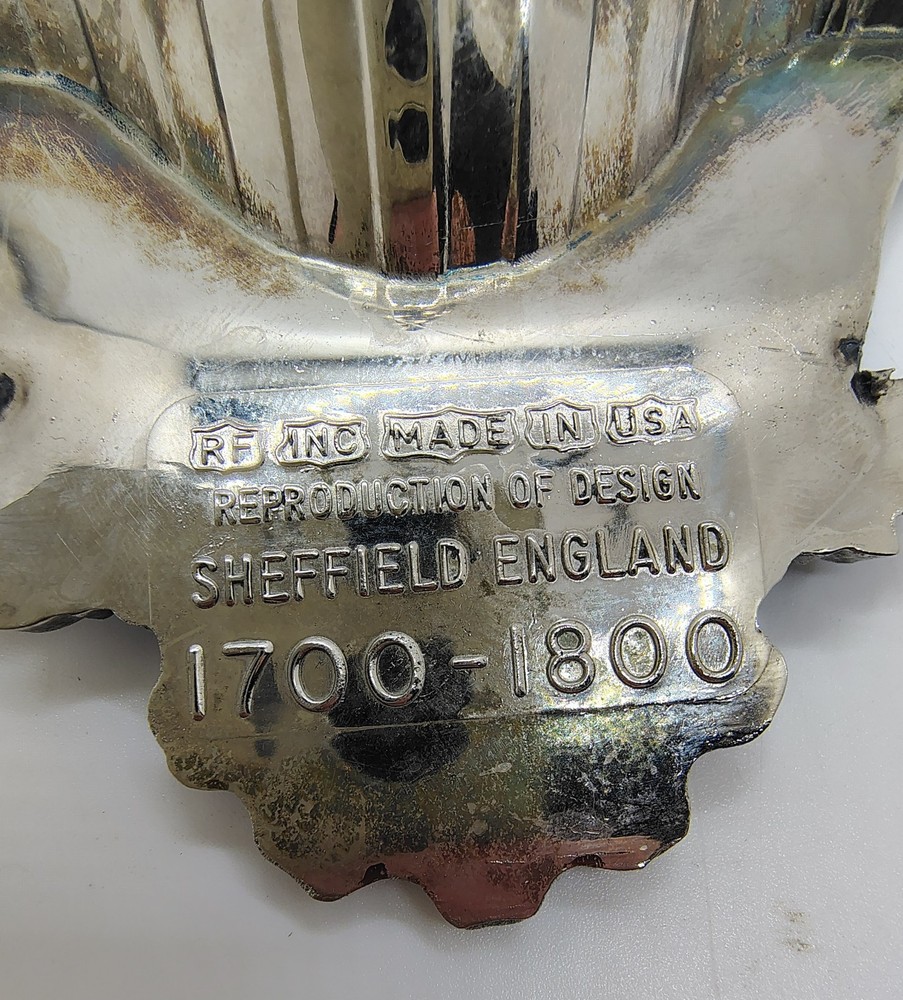 RF INC MADE IN USA
REPRODUCTION OF DESIGN
SHEFFIELD ENGLAND
1700-1800